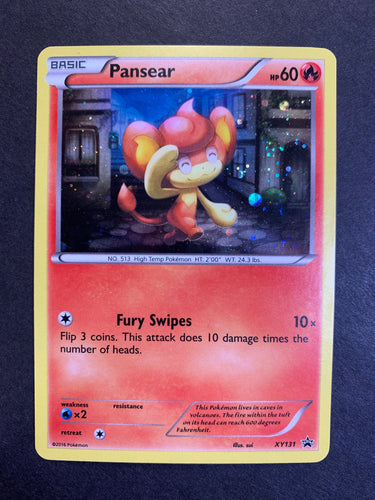 BASIC
Pansear
HP60
NO. 513 High Temp Pokémon HT. 2'00" WT. 24.3 lbs.
Fury Swipes 10×
Flip 3 coins. This attack does 10 damage times the
number of heads.
weakness resistance
×2
retreat
This Pokémon lives in caves in
volcanoes. The fire within the tuft
on its head can reach 600 degrees
Fahrenheit.
©2016 Pokémon
Illus. sui XY131